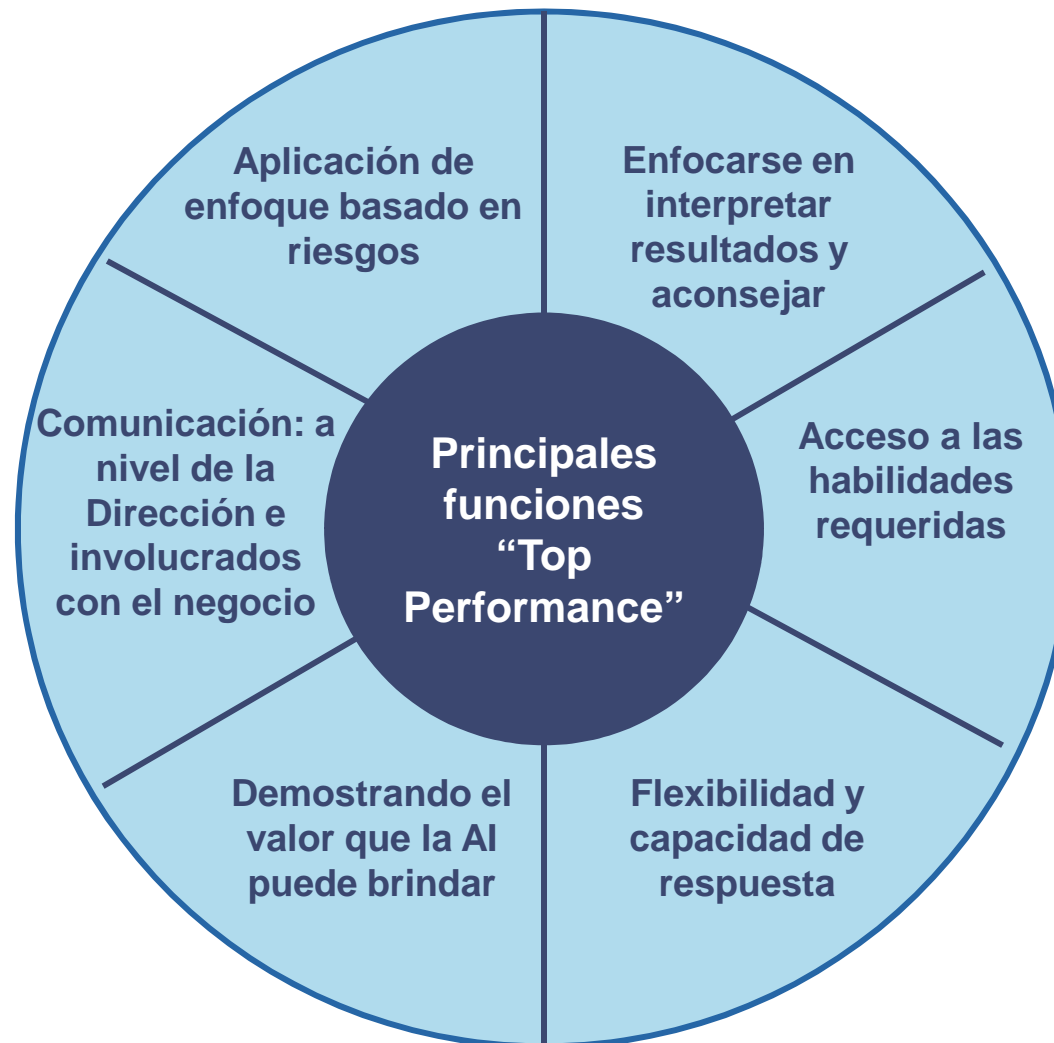 Aplicación de
enfoque basado en
riesgos
Enfocarse en
interpretar
resultados y
aconsejar
Comunicación: a
nivel de la
Dirección e
involucrados
con el negocio
Principales
funciones
“Top
Performance”
Acceso a las
habilidades
requeridas
Demostrando el
valor que la AI
puede brindar
Flexibilidad y
capacidad de
respuesta